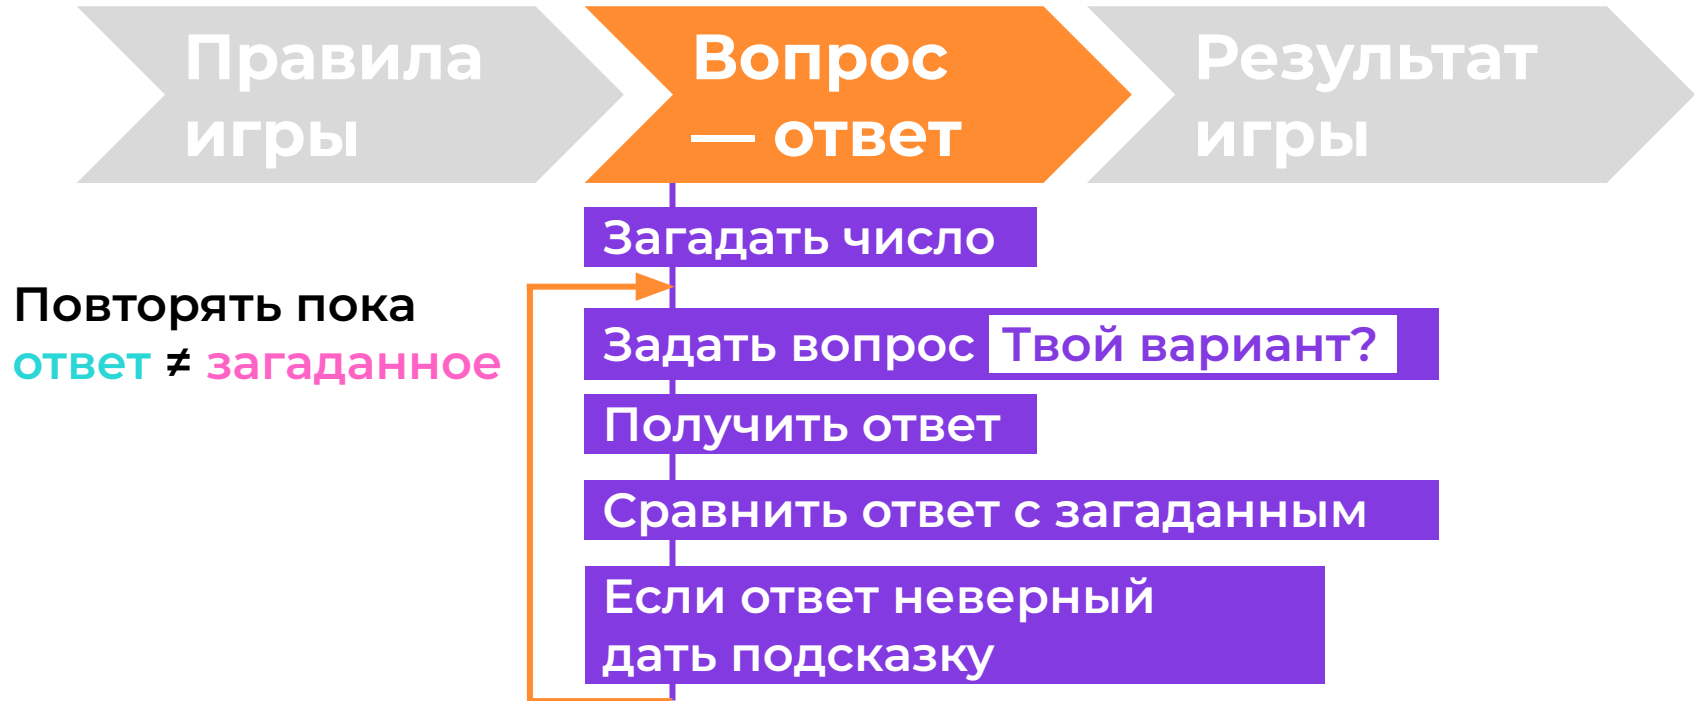 Правила
игры
Вопрос
— ответ
Результат
игры
Загадать число
Повторять пока
ответ ≠ загаданное
Задать вопрос Твой вариант?
Получить ответ
Сравнить ответ с загаданным
Если ответ неверный
дать подсказку